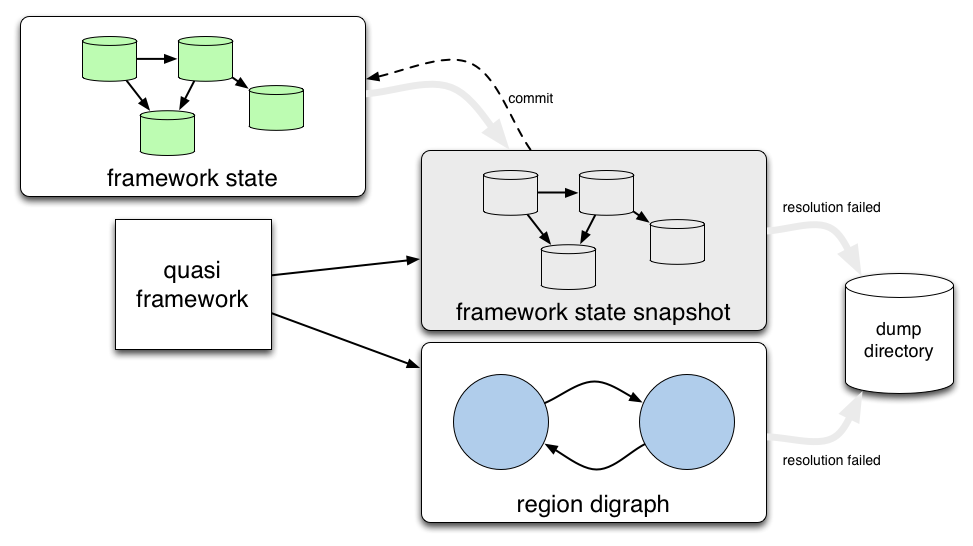 commit
framework state
resolution failed
quasi
framework
framework state snapshot
dump
directory
resolution failed
region digraph